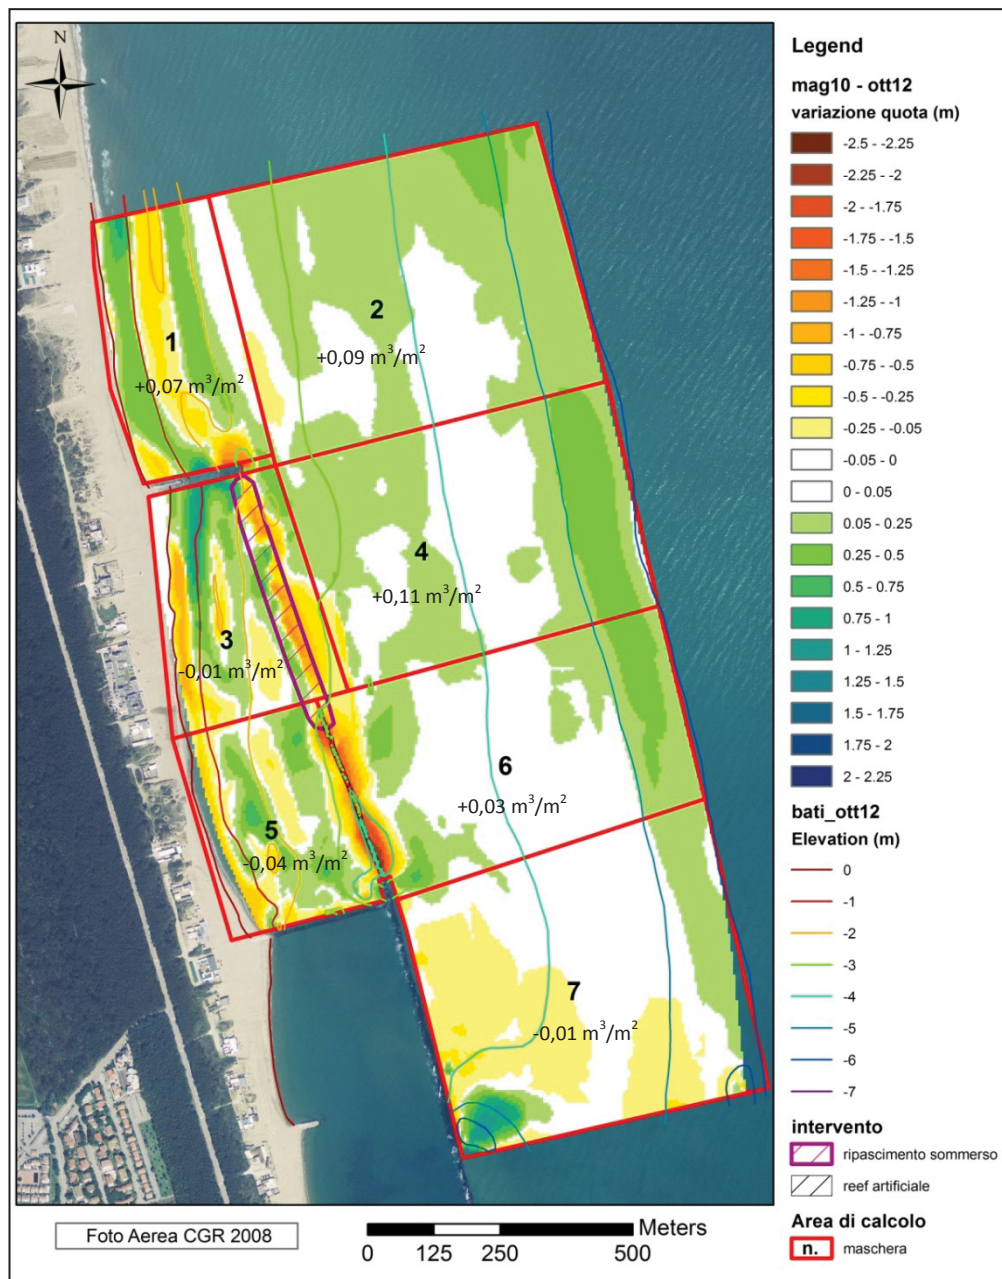 N
1
+0,07 m³/m²
2
+0,09 m³/m²
3
-0,01 m³/m²
4
+0,11 m³/m²
5
-0,04 m³/m²
6
+0,03 m³/m²
7
-0,01 m³/m²
Foto Aerea CGR 2008
Meters
0 125 250 500
Legend
mag10 - ott12
variazione quota (m)
-2.5 - -2.25
-2.25 - -2
-2 - -1.75
-1.75 - -1.5
-1.5 - -1.25
-1.25 - -1
-1 - -0.75
-0.75 - -0.5
-0.5 - -0.25
-0.25 - -0.05
-0.05 - 0
0 - 0.05
0.05 - 0.25
0.25 - 0.5
0.5 - 0.75
0.75 - 1
1 - 1.25
1.25 - 1.5
1.5 - 1.75
1.75 - 2
2 - 2.25
bati_ott12
Elevation (m)
0
-1
-2
-3
-4
-5
-6
-7
intervento
ripascimento sommerso
reef artificiale
Area di calcolo
n. maschera